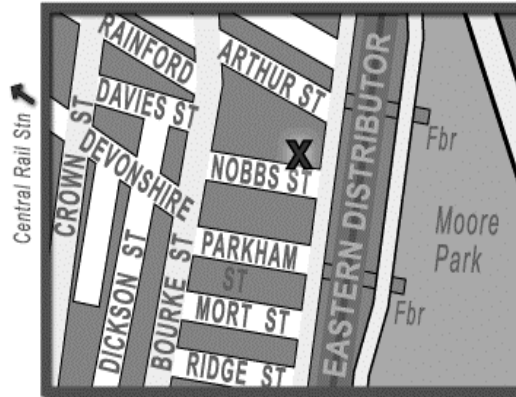 RAINFORD
ARTHUR ST
DAVIES ST
Central Rail Stn
CROWN ST
DEVONSHIRE
X
NOBBS ST
EASTERN DISTRIBUTOR
Fbr
Moore
Park
PARKHAM
ST
DICKSON ST
BOURKE ST
MORT ST
Fbr
RIDGE ST